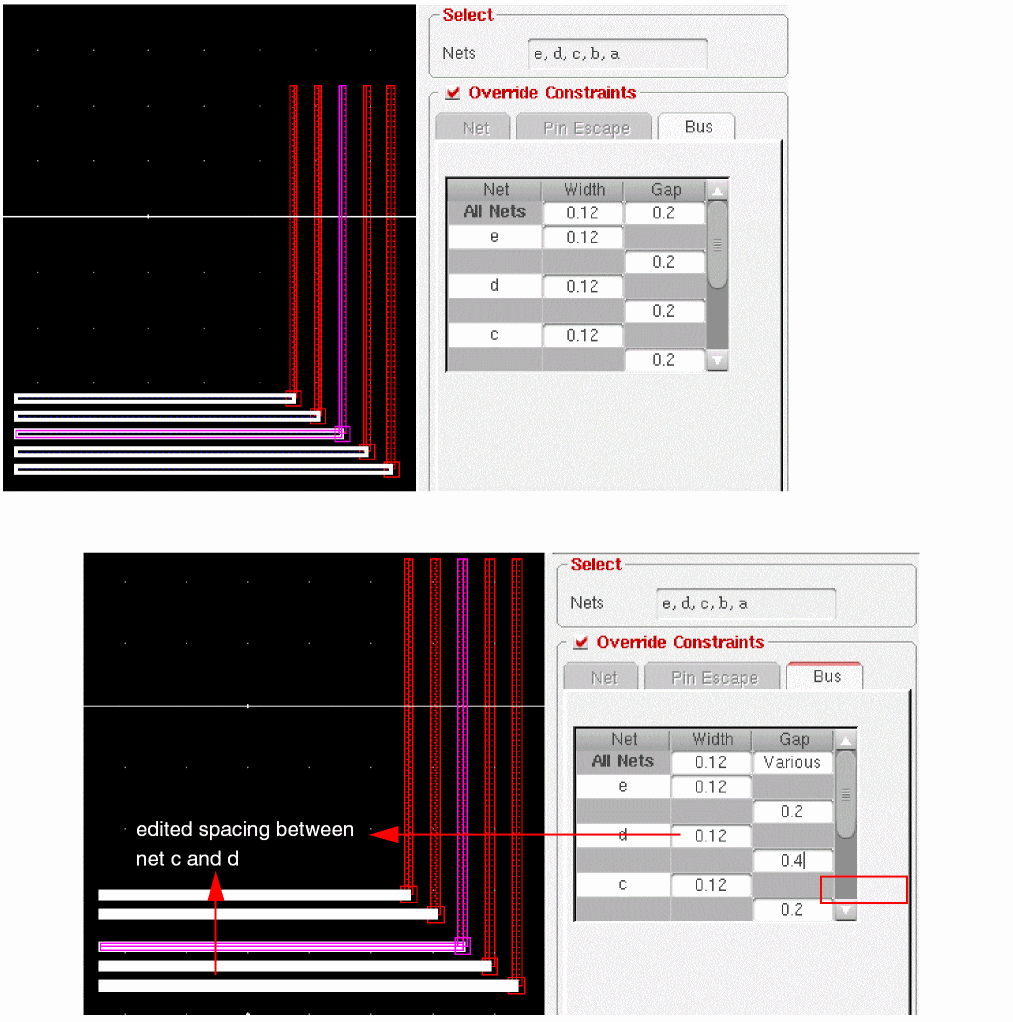 Select
Nets e, d, c, b, a
Override Constraints
Net Pin Escape Bus
Net Width Gap
All Nets 0.12 0.2
e 0.12
0.2
d 0.12
0.2
c 0.12
0.2
Select
Nets e, d, c, b, a
Override Constraints
Net Pin Escape Bus
Net Width Gap
All Nets 0.12 Various
e 0.12
0.2
d 0.12
0.4
c 0.12
0.2
edited spacing between
net c and d